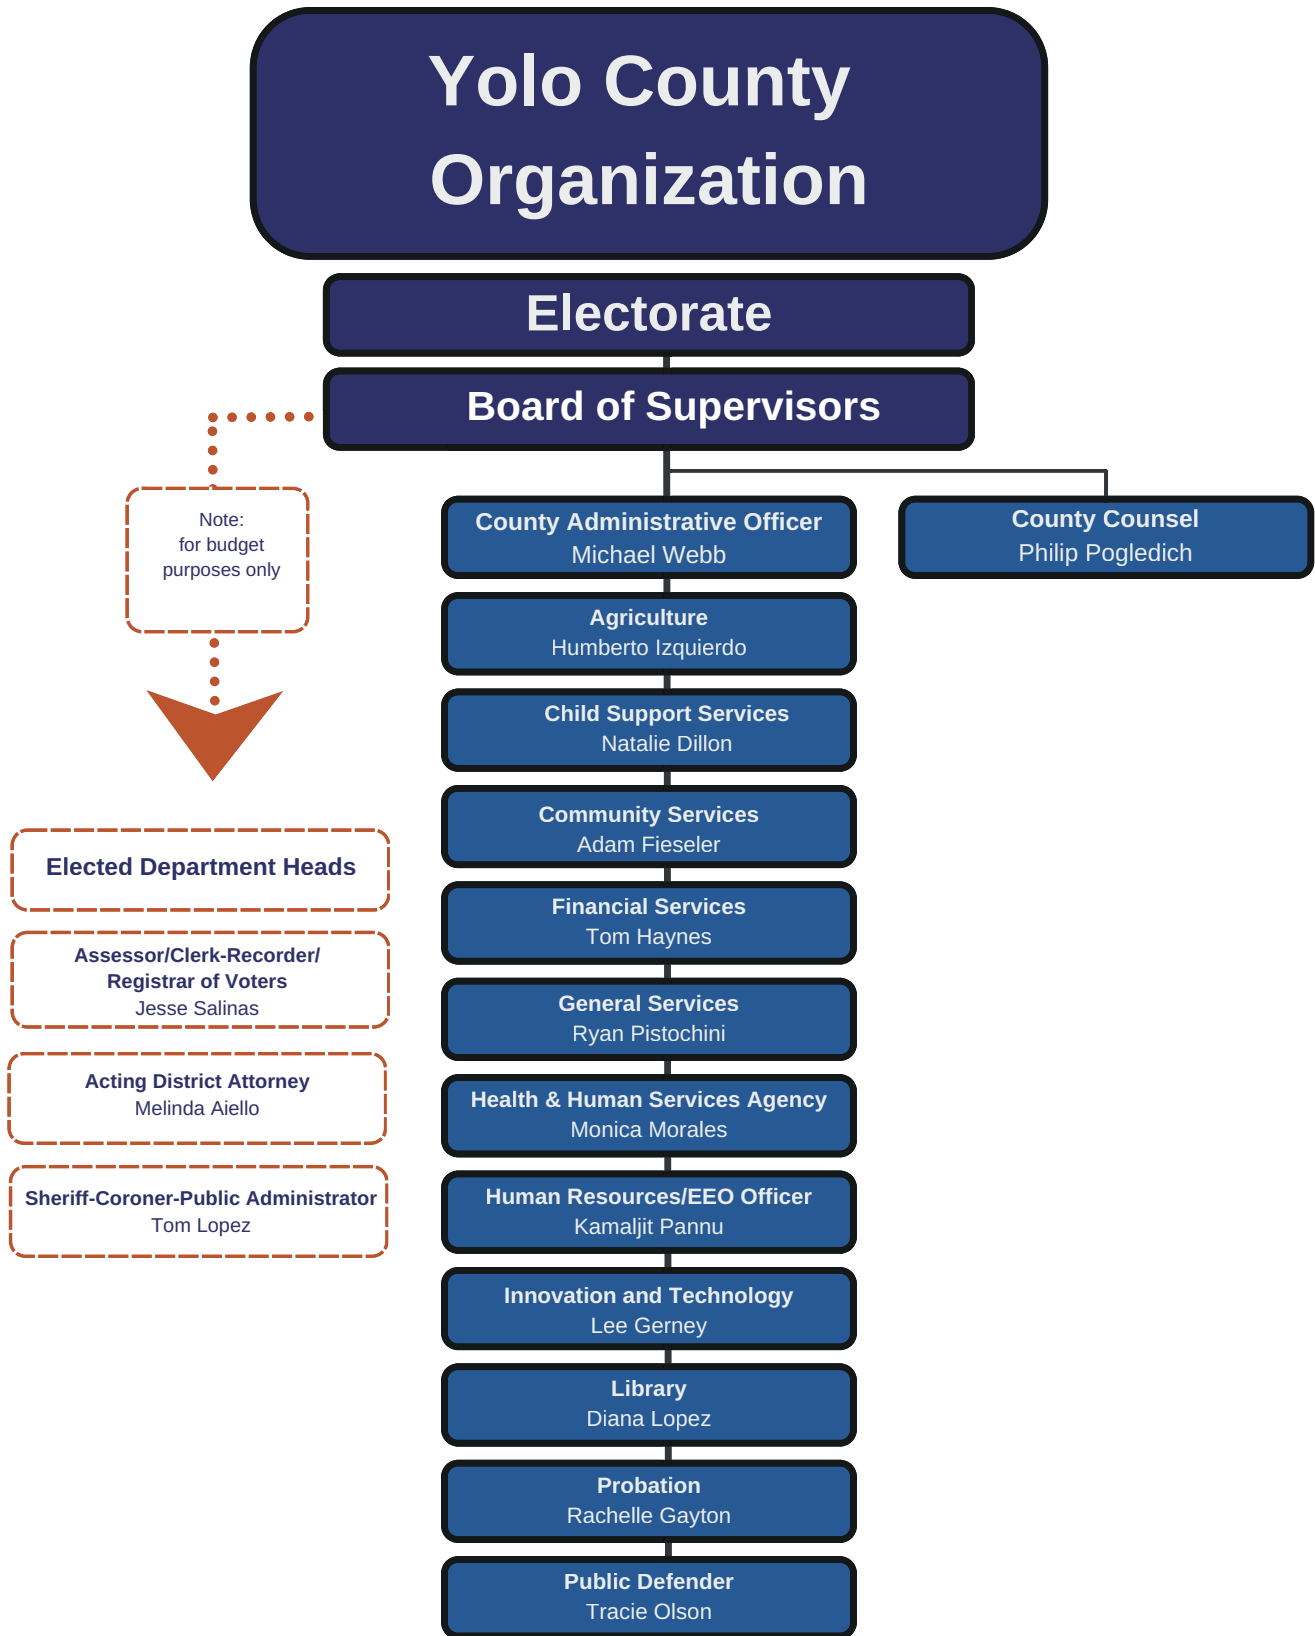 Yolo County
Organization
Electorate
Board of Supervisors
Note:
for budget
purposes only
County Administrative Officer
Michael Webb
County Counsel
Philip Pogledich
Agriculture
Humberto Izquierdo
Child Support Services
Natalie Dillon
Community Services
Adam Fieseler
Financial Services
Tom Haynes
General Services
Ryan Pistochini
Health & Human Services Agency
Monica Morales
Human Resources/EEO Officer
Kamaljit Pannu
Innovation and Technology
Lee Gerney
Library
Diana Lopez
Probation
Rachelle Gayton
Public Defender
Tracie Olson
Elected Department Heads
Assessor/Clerk-Recorder/
Registrar of Voters
Jesse Salinas
Acting District Attorney
Melinda Aiello
Sheriff-Coroner-Public Administrator
Tom Lopez